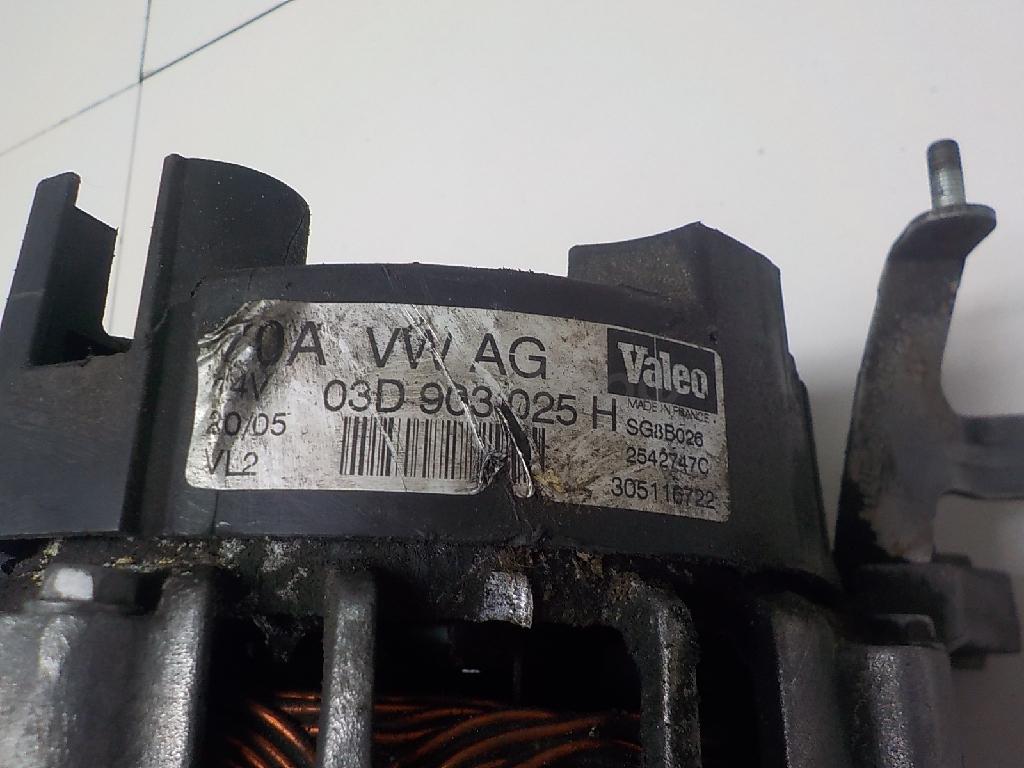 70A VW AG
14V 03D 903 025 H
20/05
VL2
Valeo
MADE IN FRANCE
SG8B026
2542747C
305116722